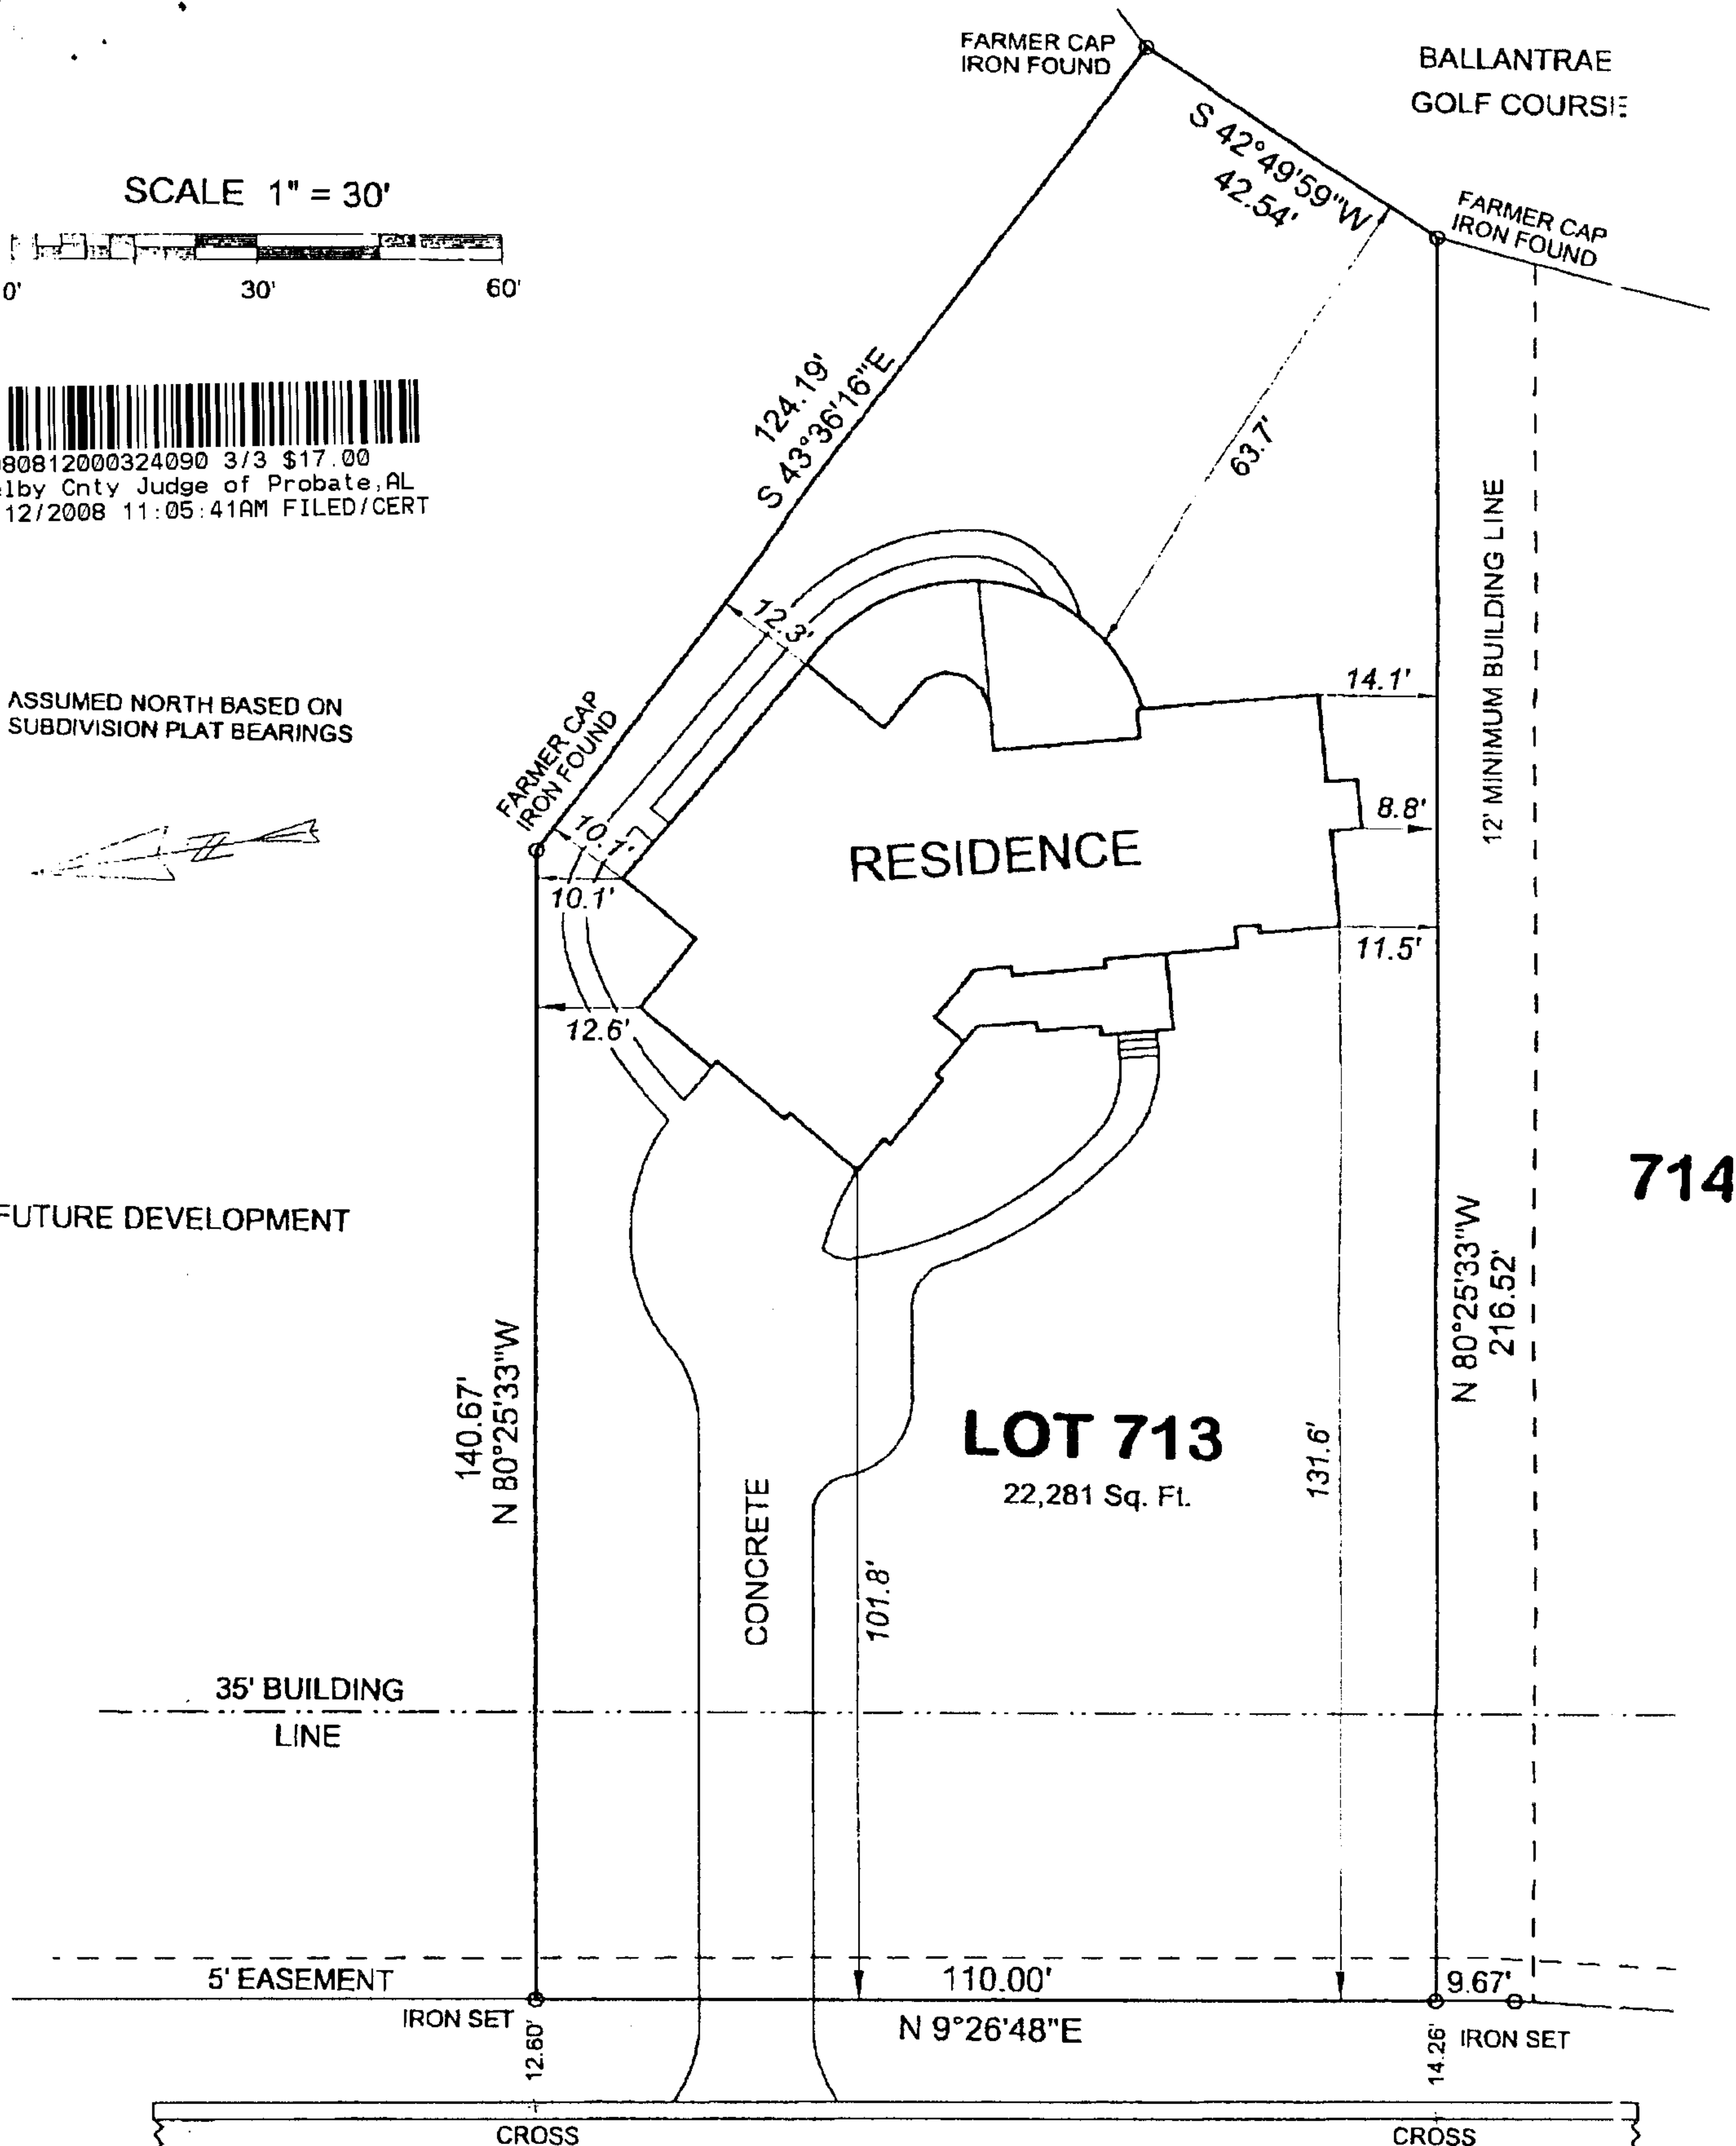 FARMER CAP
IRON FOUND
BALLANTRAE
GOLF COURSE
S 42°49'59"W
42.54'
FARMER CAP
IRON FOUND
SCALE 1" = 30'
0' 30' 60'
80812000324090 3/3 $17.00
lby Cnty Judge of Probate,AL
12/2008 11:05:41AM FILED/CERT
124.19'
S 43°36'16"E
63.7'
12' MINIMUM BUILDING LINE
12.3'
14.1'
ASSUMED NORTH BASED ON
SUBDIVISION PLAT BEARINGS
FARMER CAP
IRON FOUND
8.8'
RESIDENCE
10.1'
11.5'
12.6'
714
FUTURE DEVELOPMENT
N 80°25'33"W
216.52'
140.67'
N 80°25'33"W
LOT 713
22,281 Sq. Ft.
131.6'
CONCRETE
101.8'
35' BUILDING
LINE
5' EASEMENT
110.00'
9.67'
IRON SET
12.60'
N 9°26'48"E
14.26'
IRON SET
CROSS
CROSS